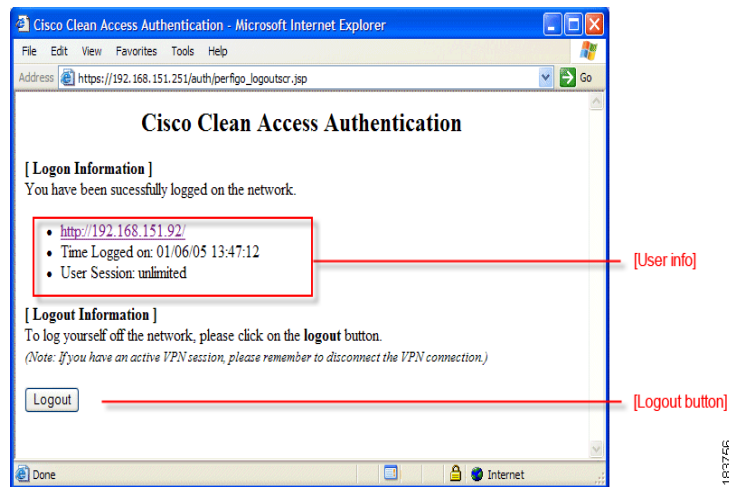 Cisco Clean Access Authentication - Microsoft Internet Explorer
File Edit View Favorites Tools Help
Address https://192.168.151.251/auth/perfigo_logoutscr.jsp Go
Cisco Clean Access Authentication
[ Logon Information ]
You have been sucessfully logged on the network.
• http://192.168.151.92/
• Time Logged on: 01/06/05 13:47:12
• User Session: unlimited
[User info]
[ Logout Information ]
To log yourself off the network, please click on the logout button.
(Note: If you have an active VPN session, please remember to disconnect the VPN connection.)
Logout
[Logout button]
Done Internet
183756